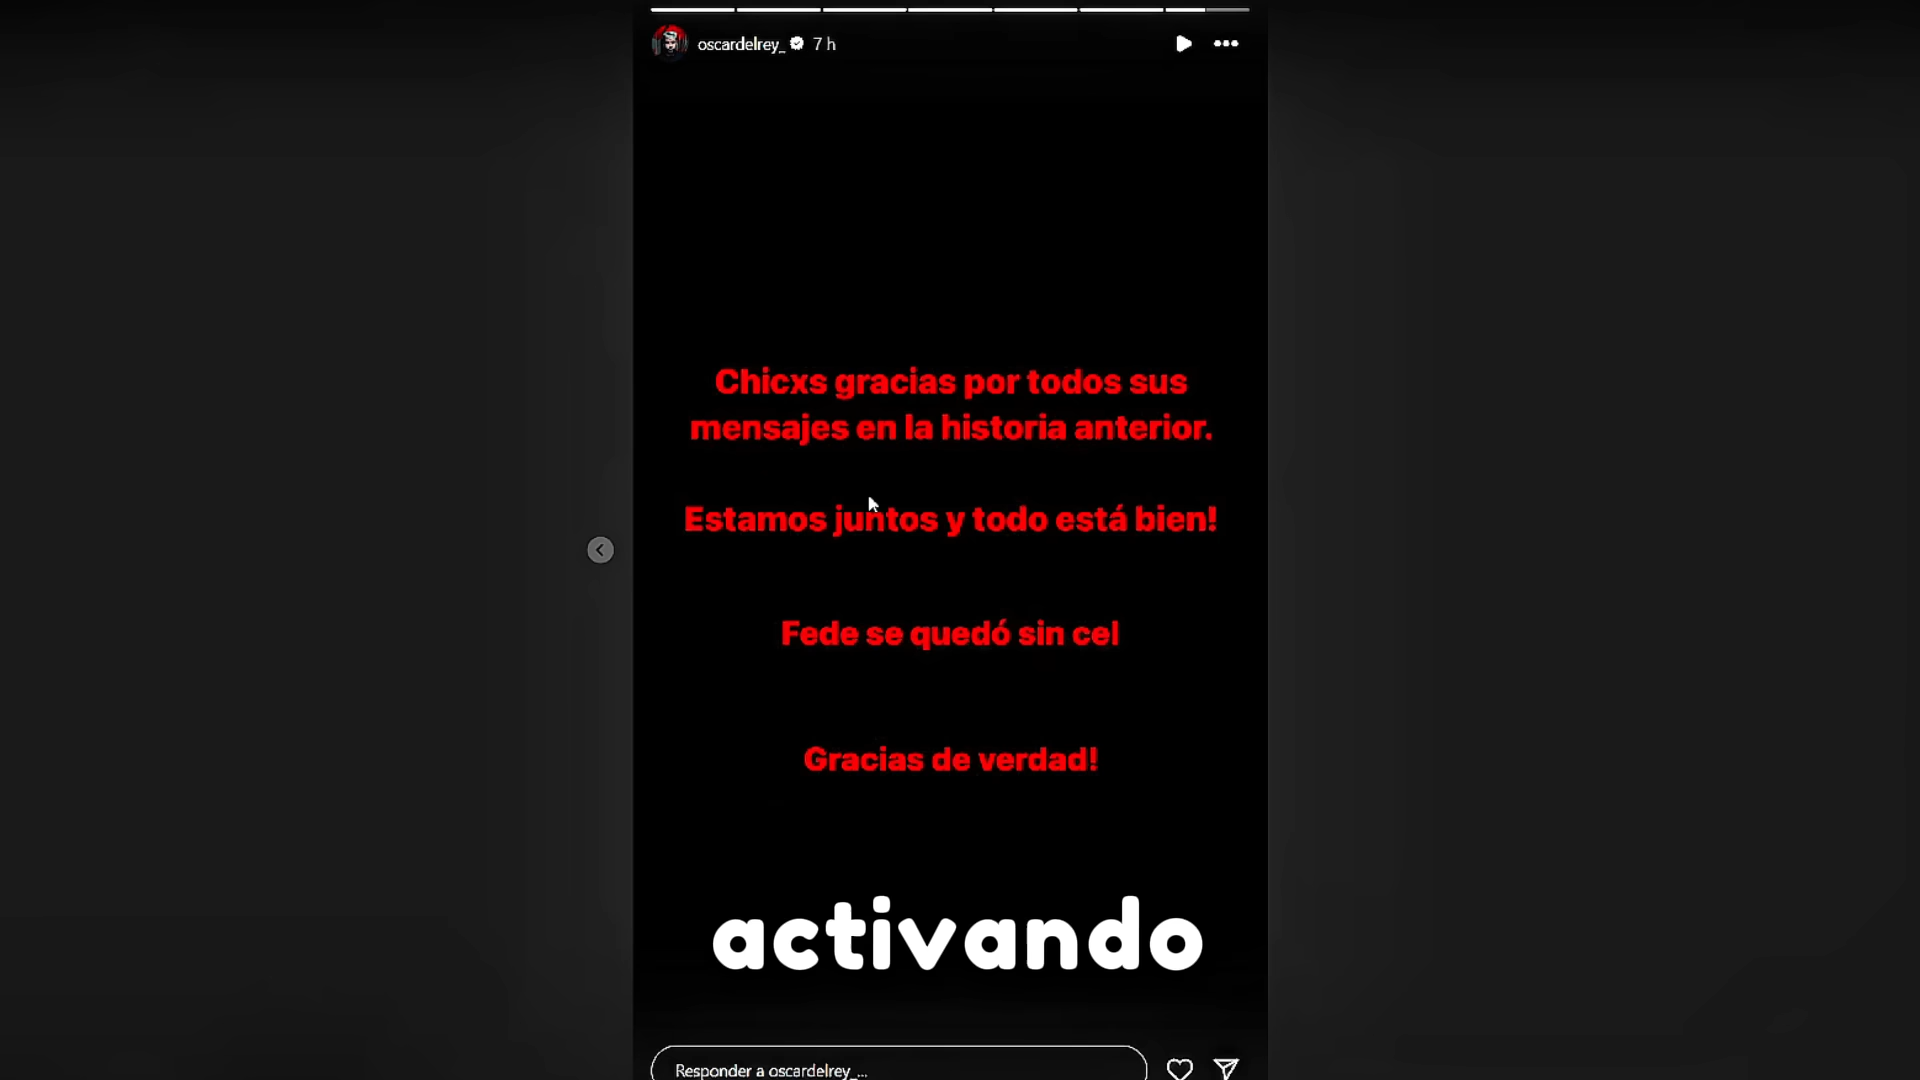 oscardelrey_ 7 h
Chicxs gracias por todos sus
mensajes en la historia anterior.
Estamos juntos y todo está bien!
Fede se quedó sin cel
Gracias de verdad!
activando
Responder a oscardelrey_...